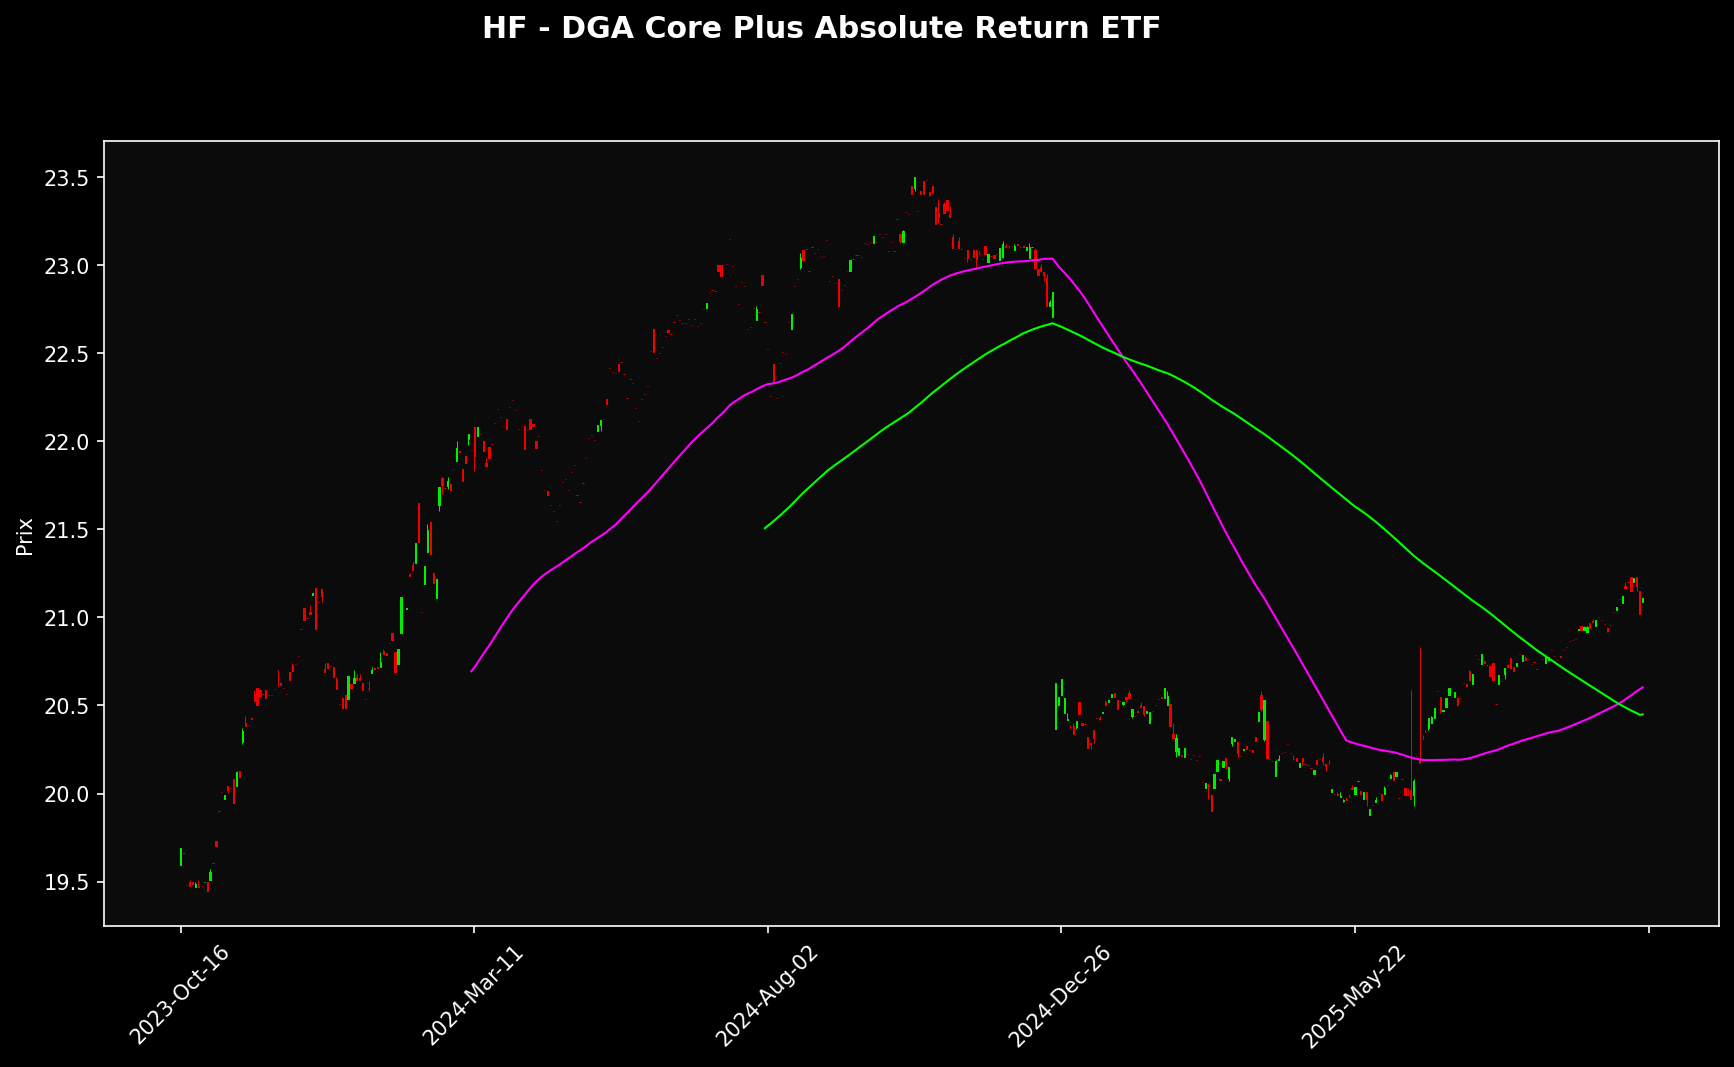 HF - DGA Core Plus Absolute Return ETF
23.5
23.0
22.5
22.0
21.5
21.0
20.5
20.0
19.5
Prix
2023-Oct-16
2024-Mar-11
2024-Aug-02
2024-Dec-26
2025-May-22